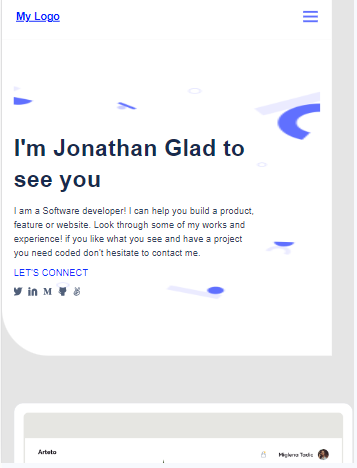 My Logo
I'm Jonathan Glad to
see you
I am a Software developer! I can help you build a product,
feature or website. Look through some of my works and
experience! if you like what you see and have a project
you need coded don't hesitate to contact me.
LET'S CONNECT
Arteto
Miglena Tsolic